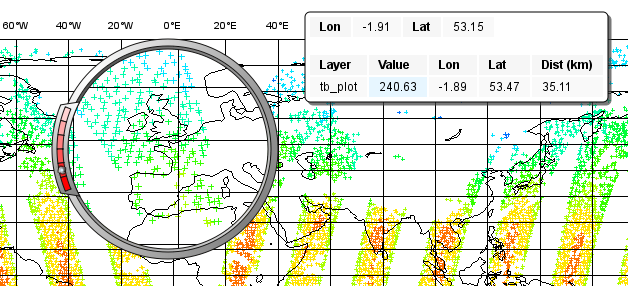 Lon -1.91 Lat 53.15
60°W 40°W 20°W 0°E 20°E 40°E
Layer Value Lon Lat Dist (km)
tb_plot 240.63 -1.89 53.47 35.11